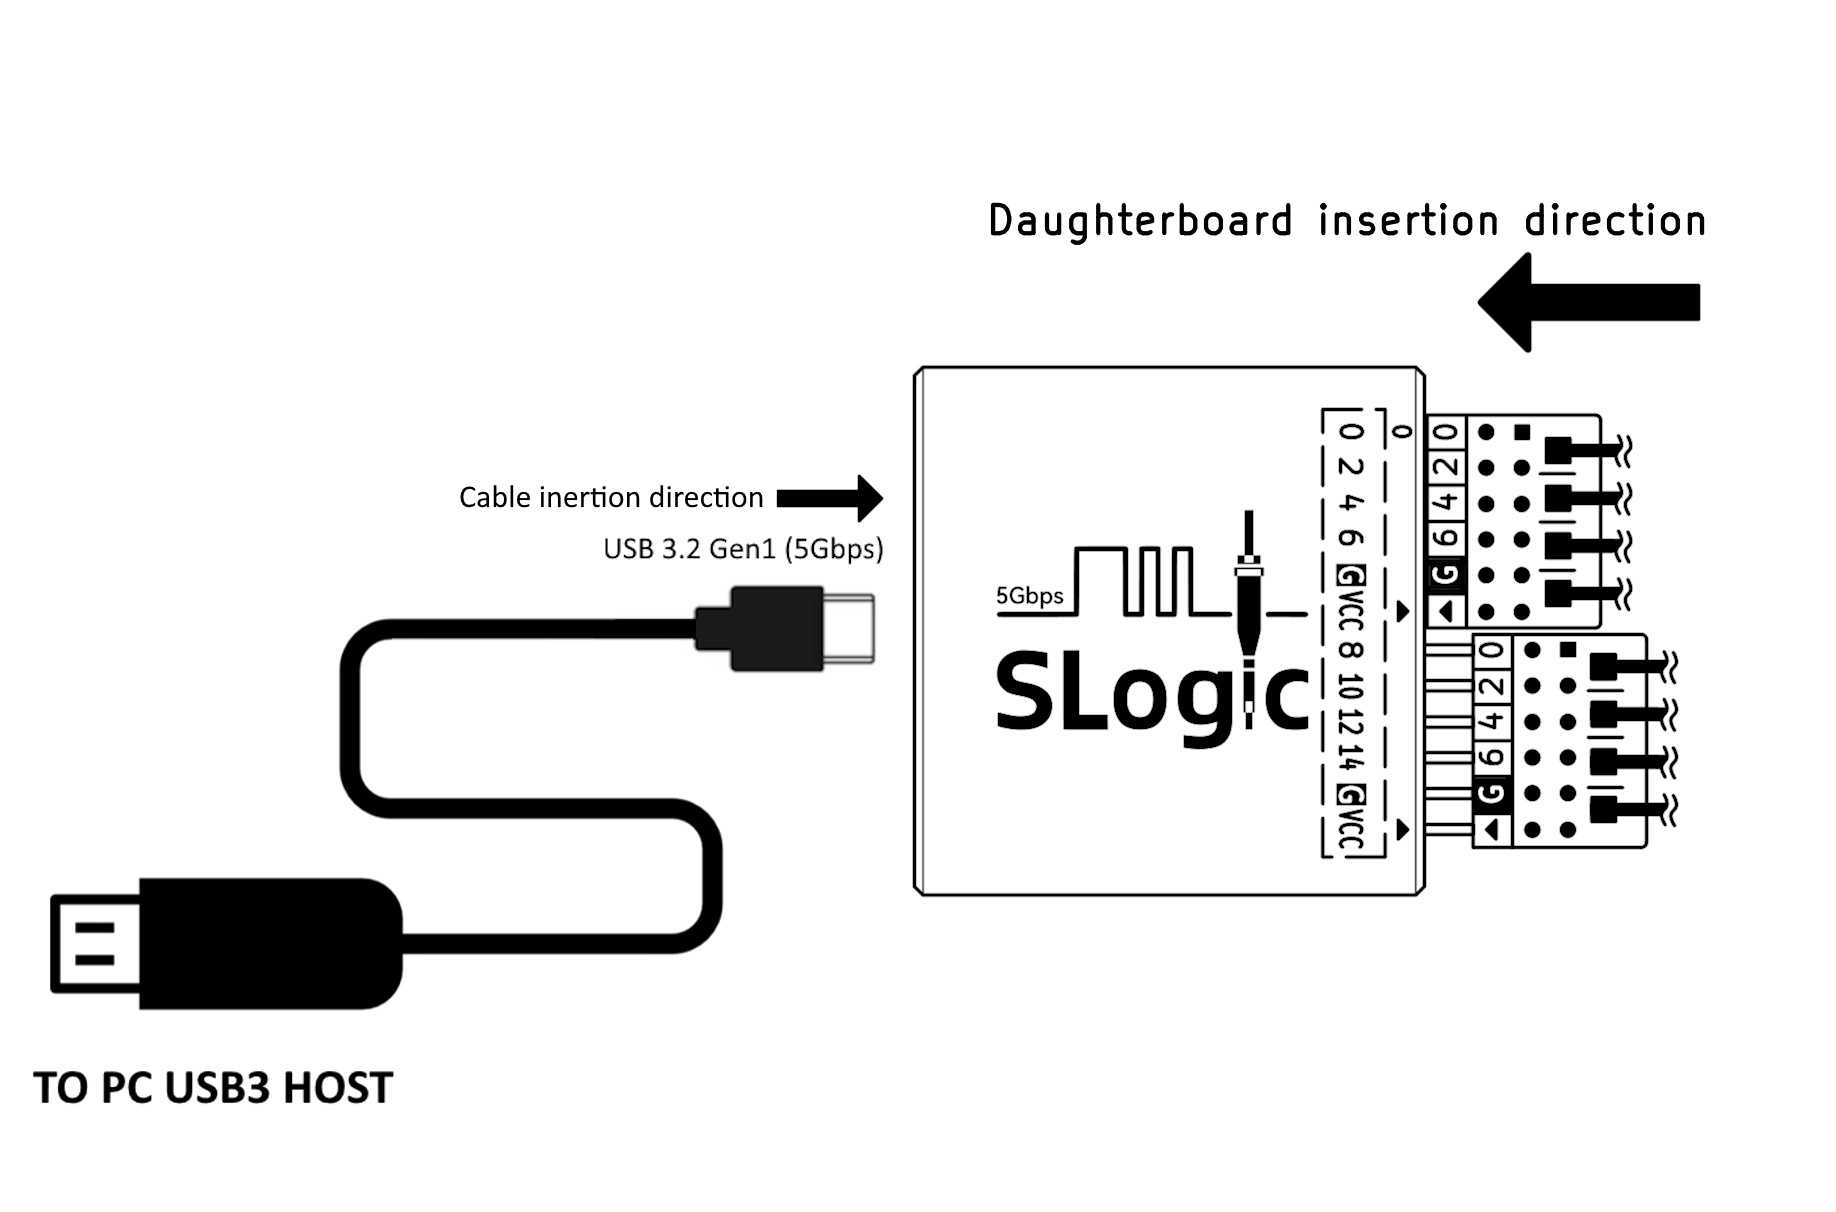 Daughterboard insertion direction
Cable inertion direction
USB 3.2 Gen1 (5Gbps)
5Gbps
SLogic
0 2 4 6 G VCC 8 10 12 14 G VCC
0
0 2 4 6 G
0 2 4 6 G
TO PC USB3 HOST